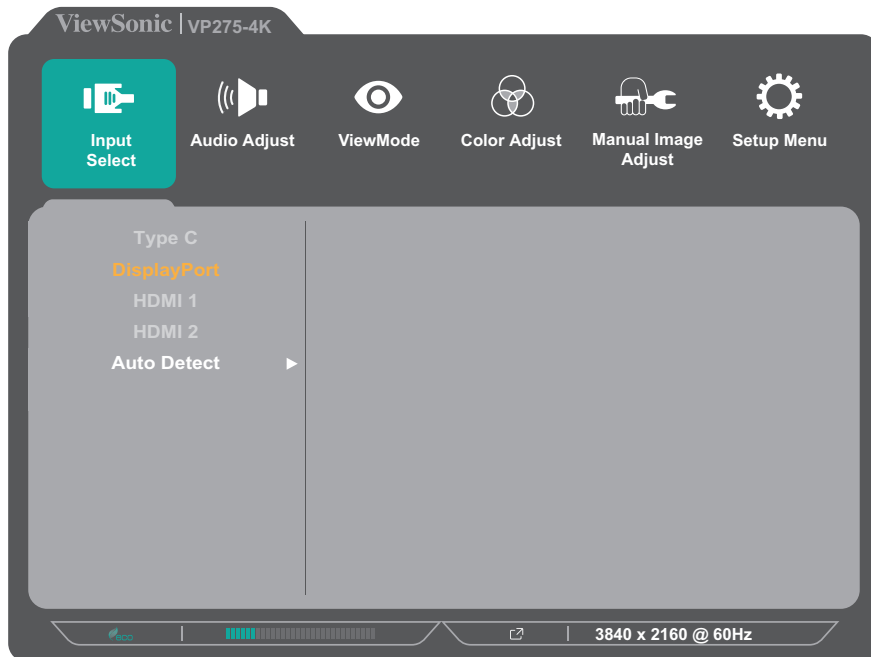 ViewSonic | VP275-4K
Input Select
Audio Adjust
ViewMode
Color Adjust
Manual Image Adjust
Setup Menu
Type C
DisplayPort
HDMI 1
HDMI 2
Auto Detect
eco
3840 x 2160 @ 60Hz